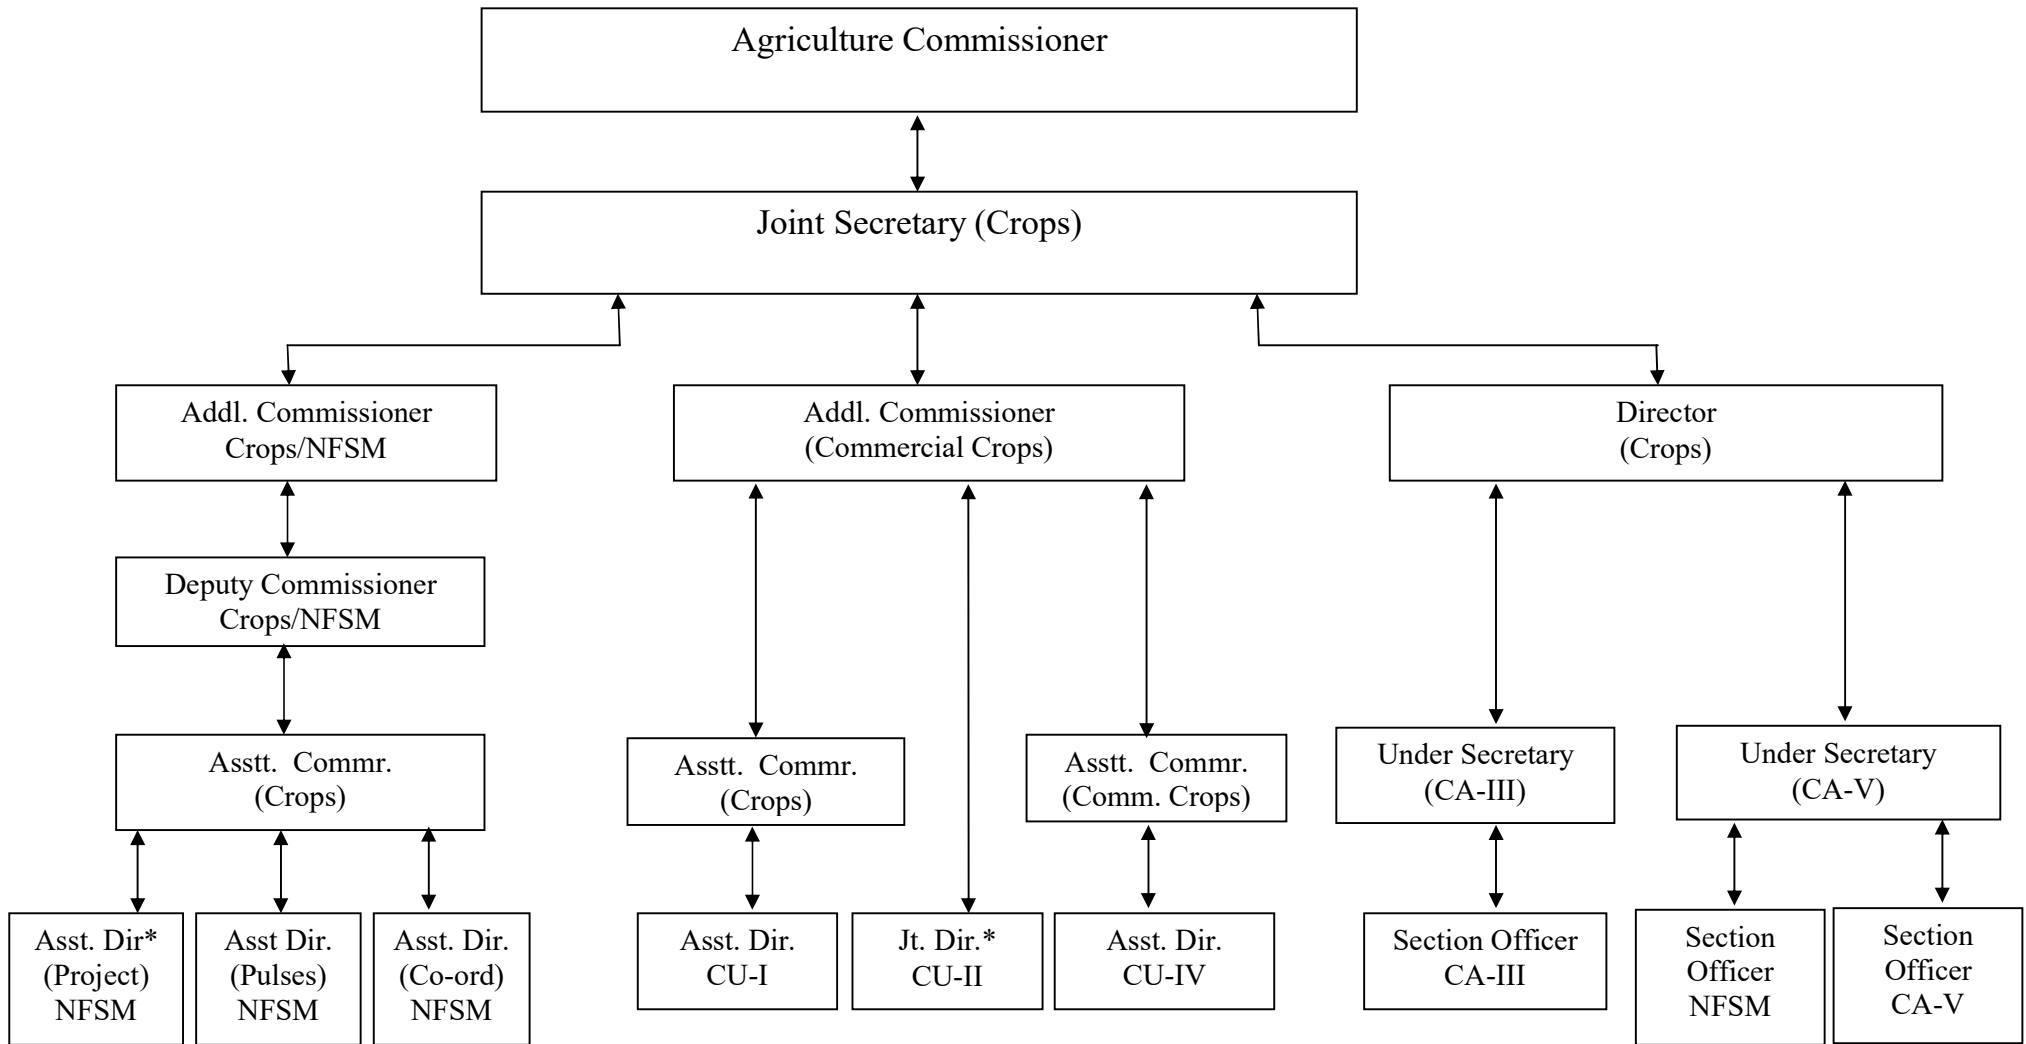 Agriculture Commissioner
Joint Secretary (Crops)
Addl. Commissioner
Crops/NFSM
Addl. Commissioner
(Commercial Crops)
Director
(Crops)
Deputy Commissioner
Crops/NFSM
Asstt.  Commr.
(Crops)
Asstt.  Commr.
(Crops)
Asstt.  Commr.
(Comm. Crops)
Under Secretary
(CA-III)
Under Secretary
(CA-V)
Asst. Dir*
(Project)
NFSM
Asst Dir.
(Pulses)
NFSM
Asst. Dir.
(Co-ord)
NFSM
Asst. Dir.
CU-I
Jt. Dir.*
CU-II
Asst. Dir.
CU-IV
Section Officer
CA-III
Section
Officer
NFSM
Section
Officer
CA-V